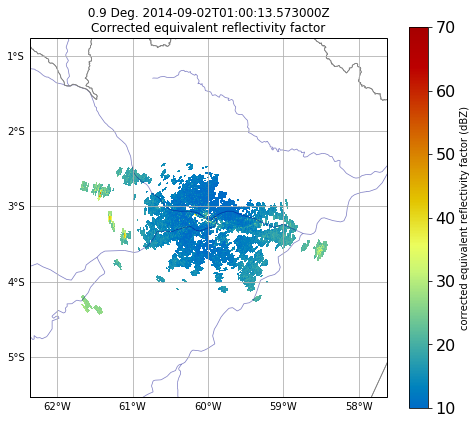 0.9 Deg. 2014-09-02T01:00:13.573000Z
Corrected equivalent reflectivity factor
1°S
2°S
3°S
4°S
5°S
62°W
61°W
60°W
59°W
58°W
70
60
50
40
30
20
10
corrected equivalent reflectivity factor (dBZ)